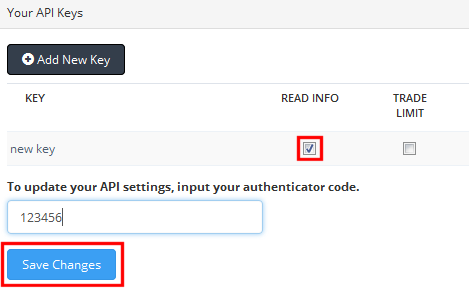 Your API Keys
Add New Key
KEY READ INFO TRADE LIMIT
new key
To update your API settings, input your authenticator code.
123456
Save Changes